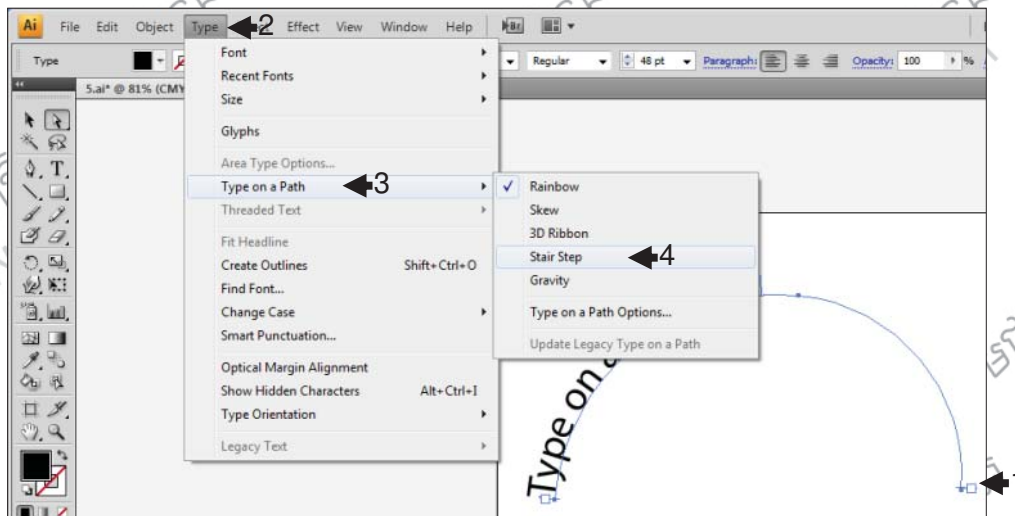 Ai File Edit Object Type 2 Effect View Window Help Br
Type Regular 48 pt Paragraph: Opacity: 100 %
5.ai* @ 81% (CMY
Font
Recent Fonts
Size
Glyphs
Area Type Options...
Type on a Path 3
Threaded Text
Fit Headline
Create Outlines Shift+Ctrl+O
Find Font...
Change Case
Smart Punctuation...
Optical Margin Alignment
Show Hidden Characters Alt+Ctrl+I
Type Orientation
Legacy Text
Rainbow
Skew
3D Ribbon
Stair Step 4
Gravity
Type on a Path Options...
Update Legacy Type on a Path
Type on a